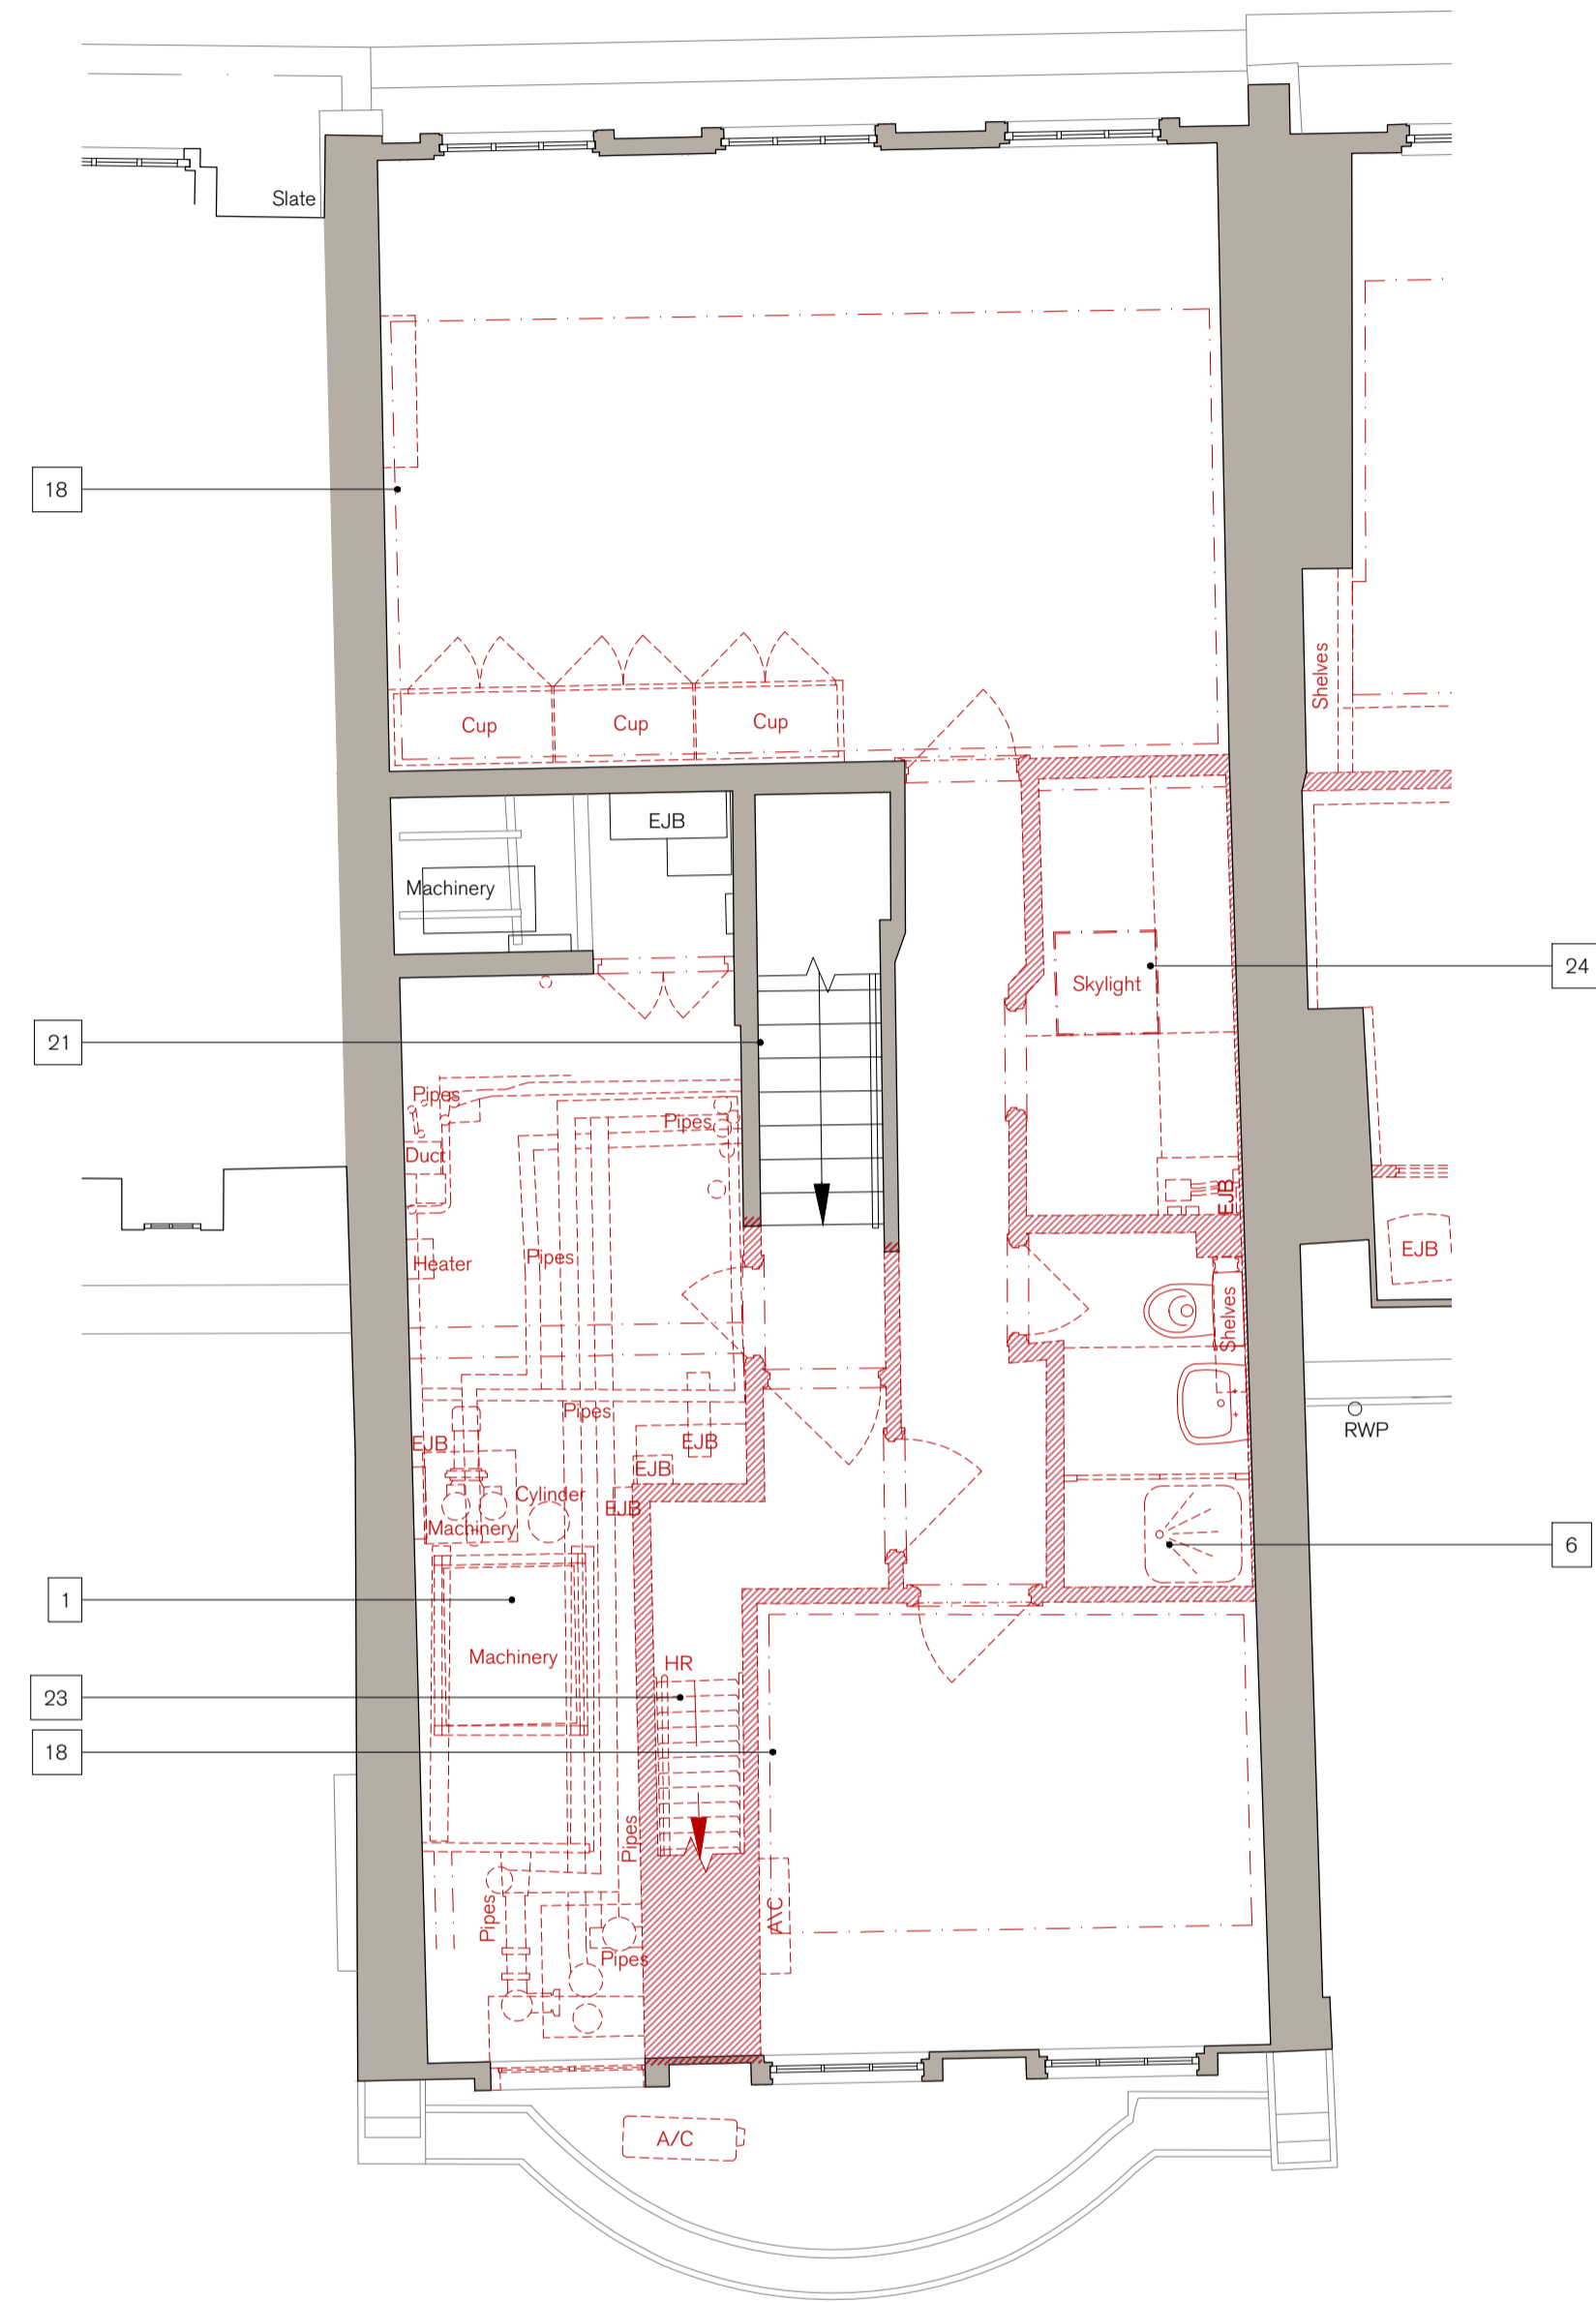 Slate
18
Shelves
Cup
Cup
Cup
EJB
Machinery
24
Skylight
21
Pipes
Pipes
Duct
EJB
Pipes
Heater
EJB
Shelves
Pipes
RWP
EJB
EJB
EJB
Cylinder
EJB
Machinery
6
1
Machinery
HR
23
18
Pipes
A\C
Pipes
Pipes
A/C